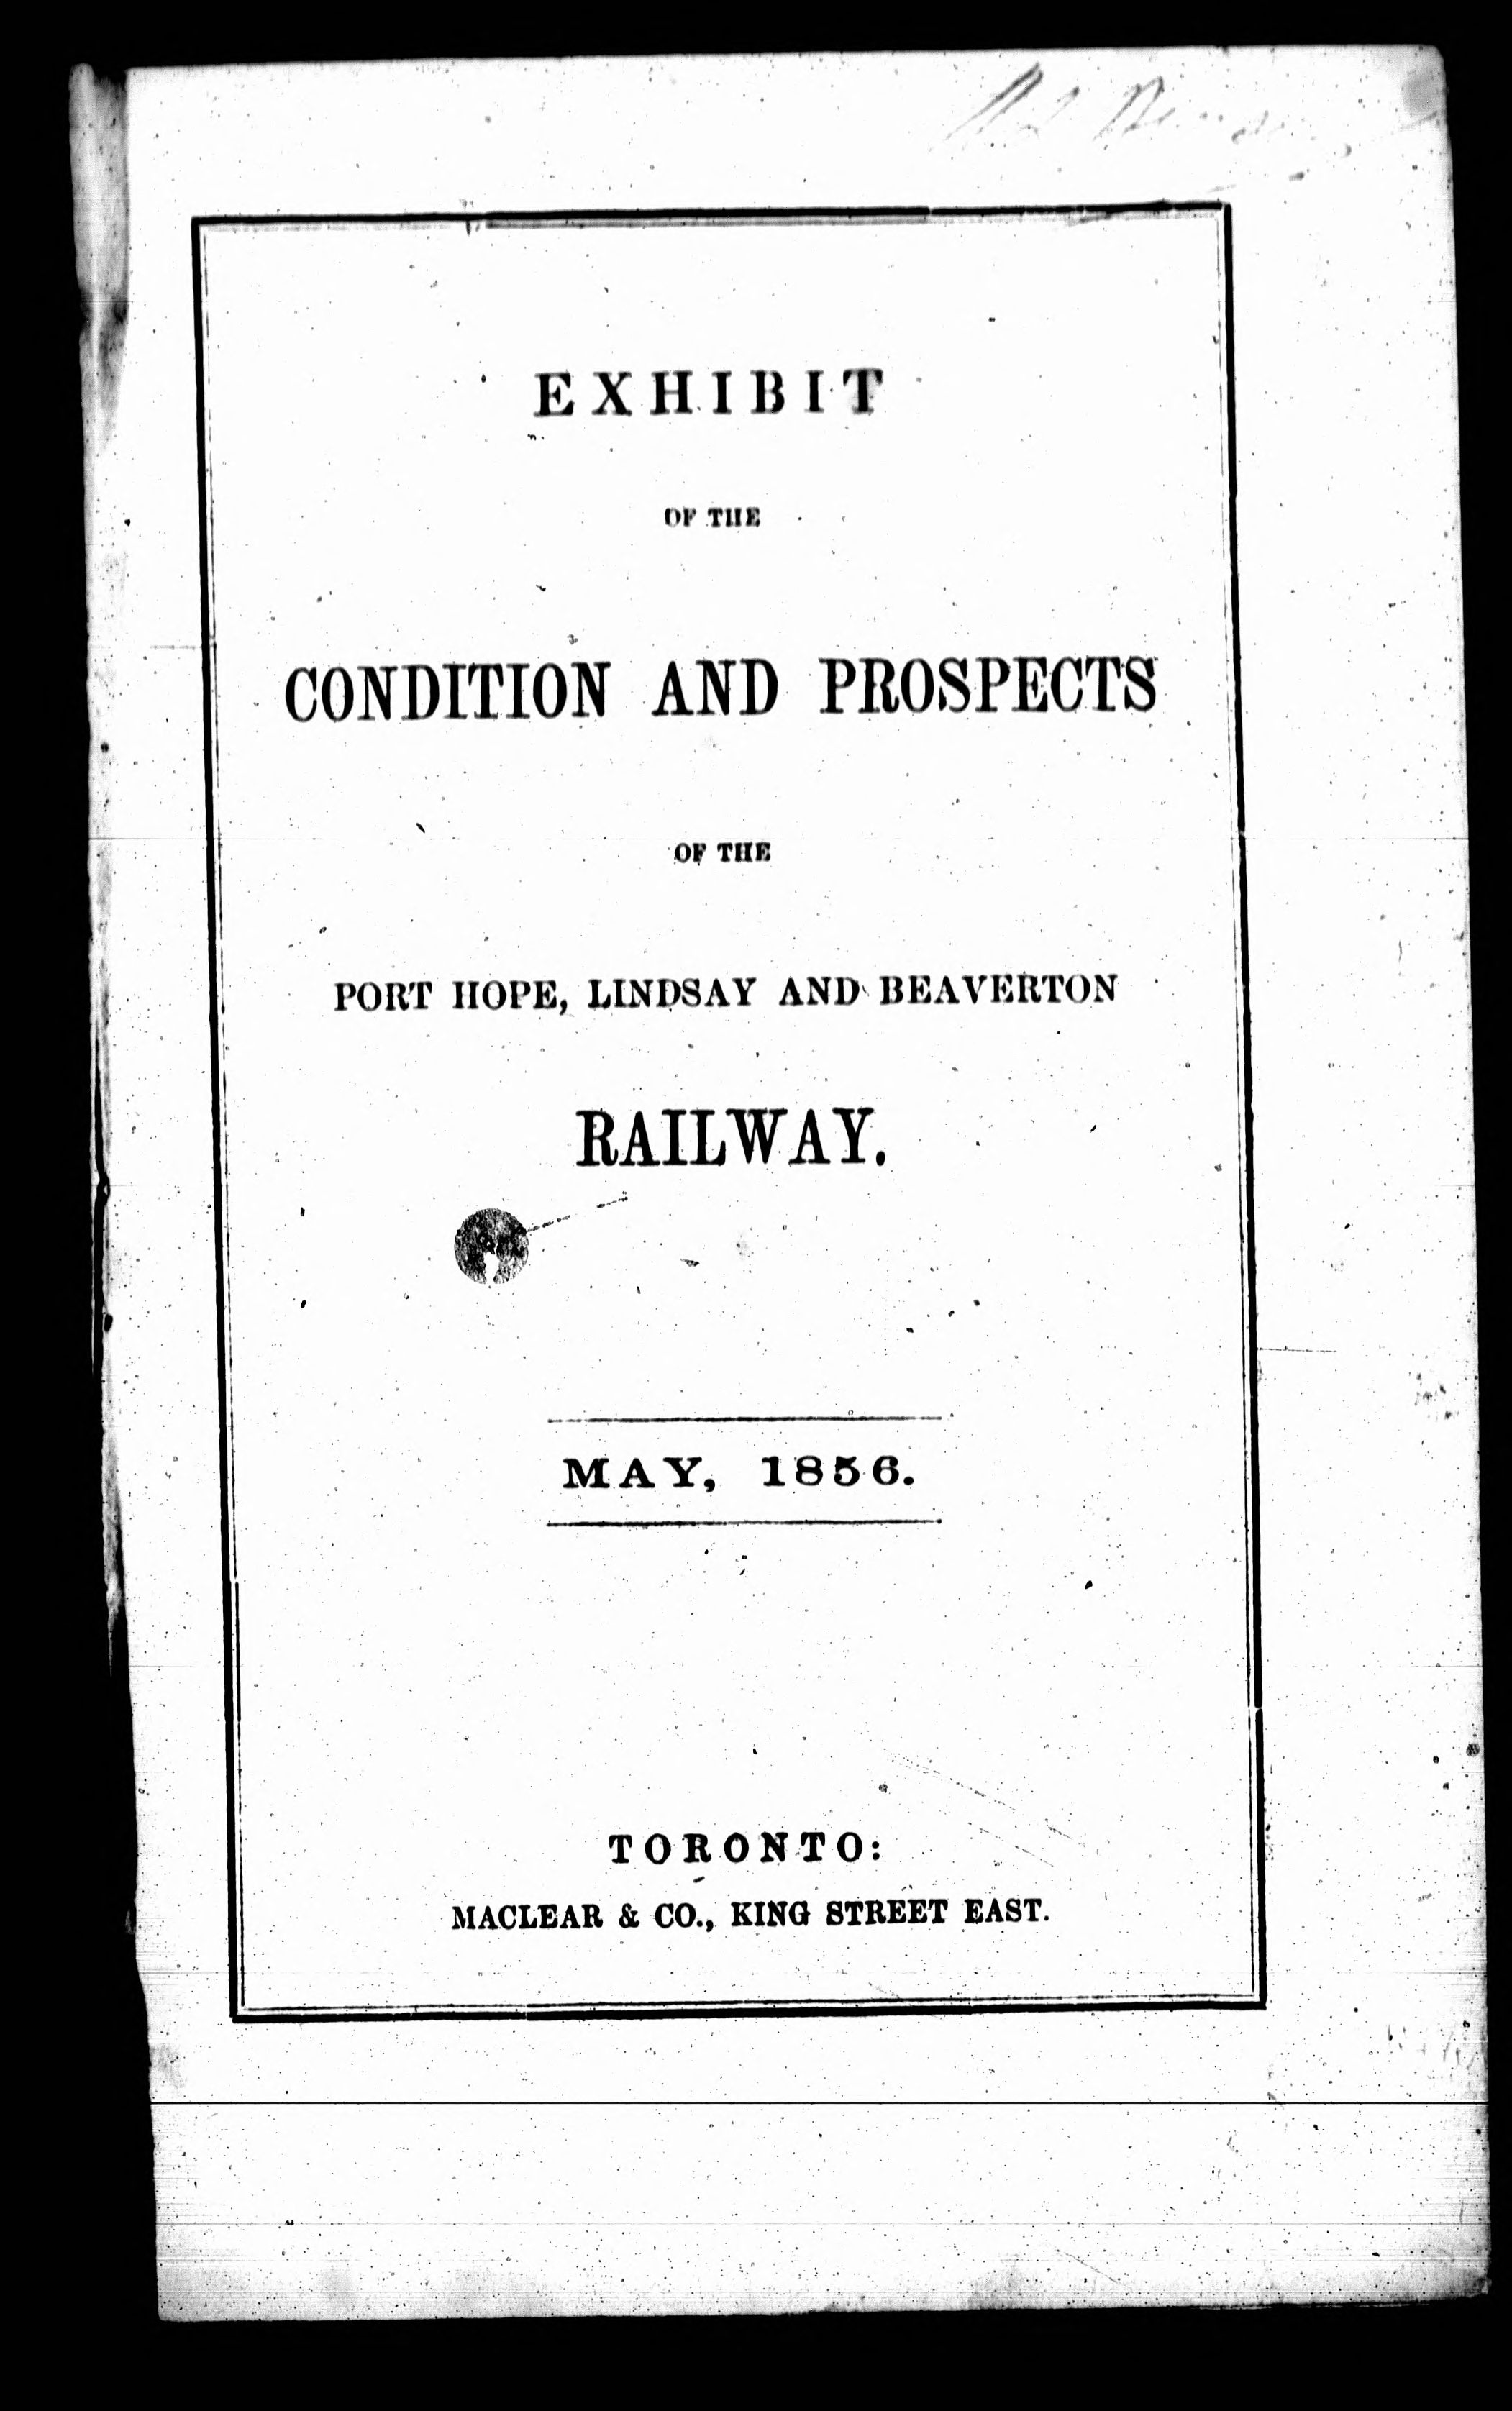 EXHIBIT
OF THE
CONDITION AND PROSPECTS
OF THE
PORT HOPE, LINDSAY AND BEAVERTON
RAILWAY.
MAY, 1856.
TORONTO:
MACLEAR & CO., KING STREET EAST.